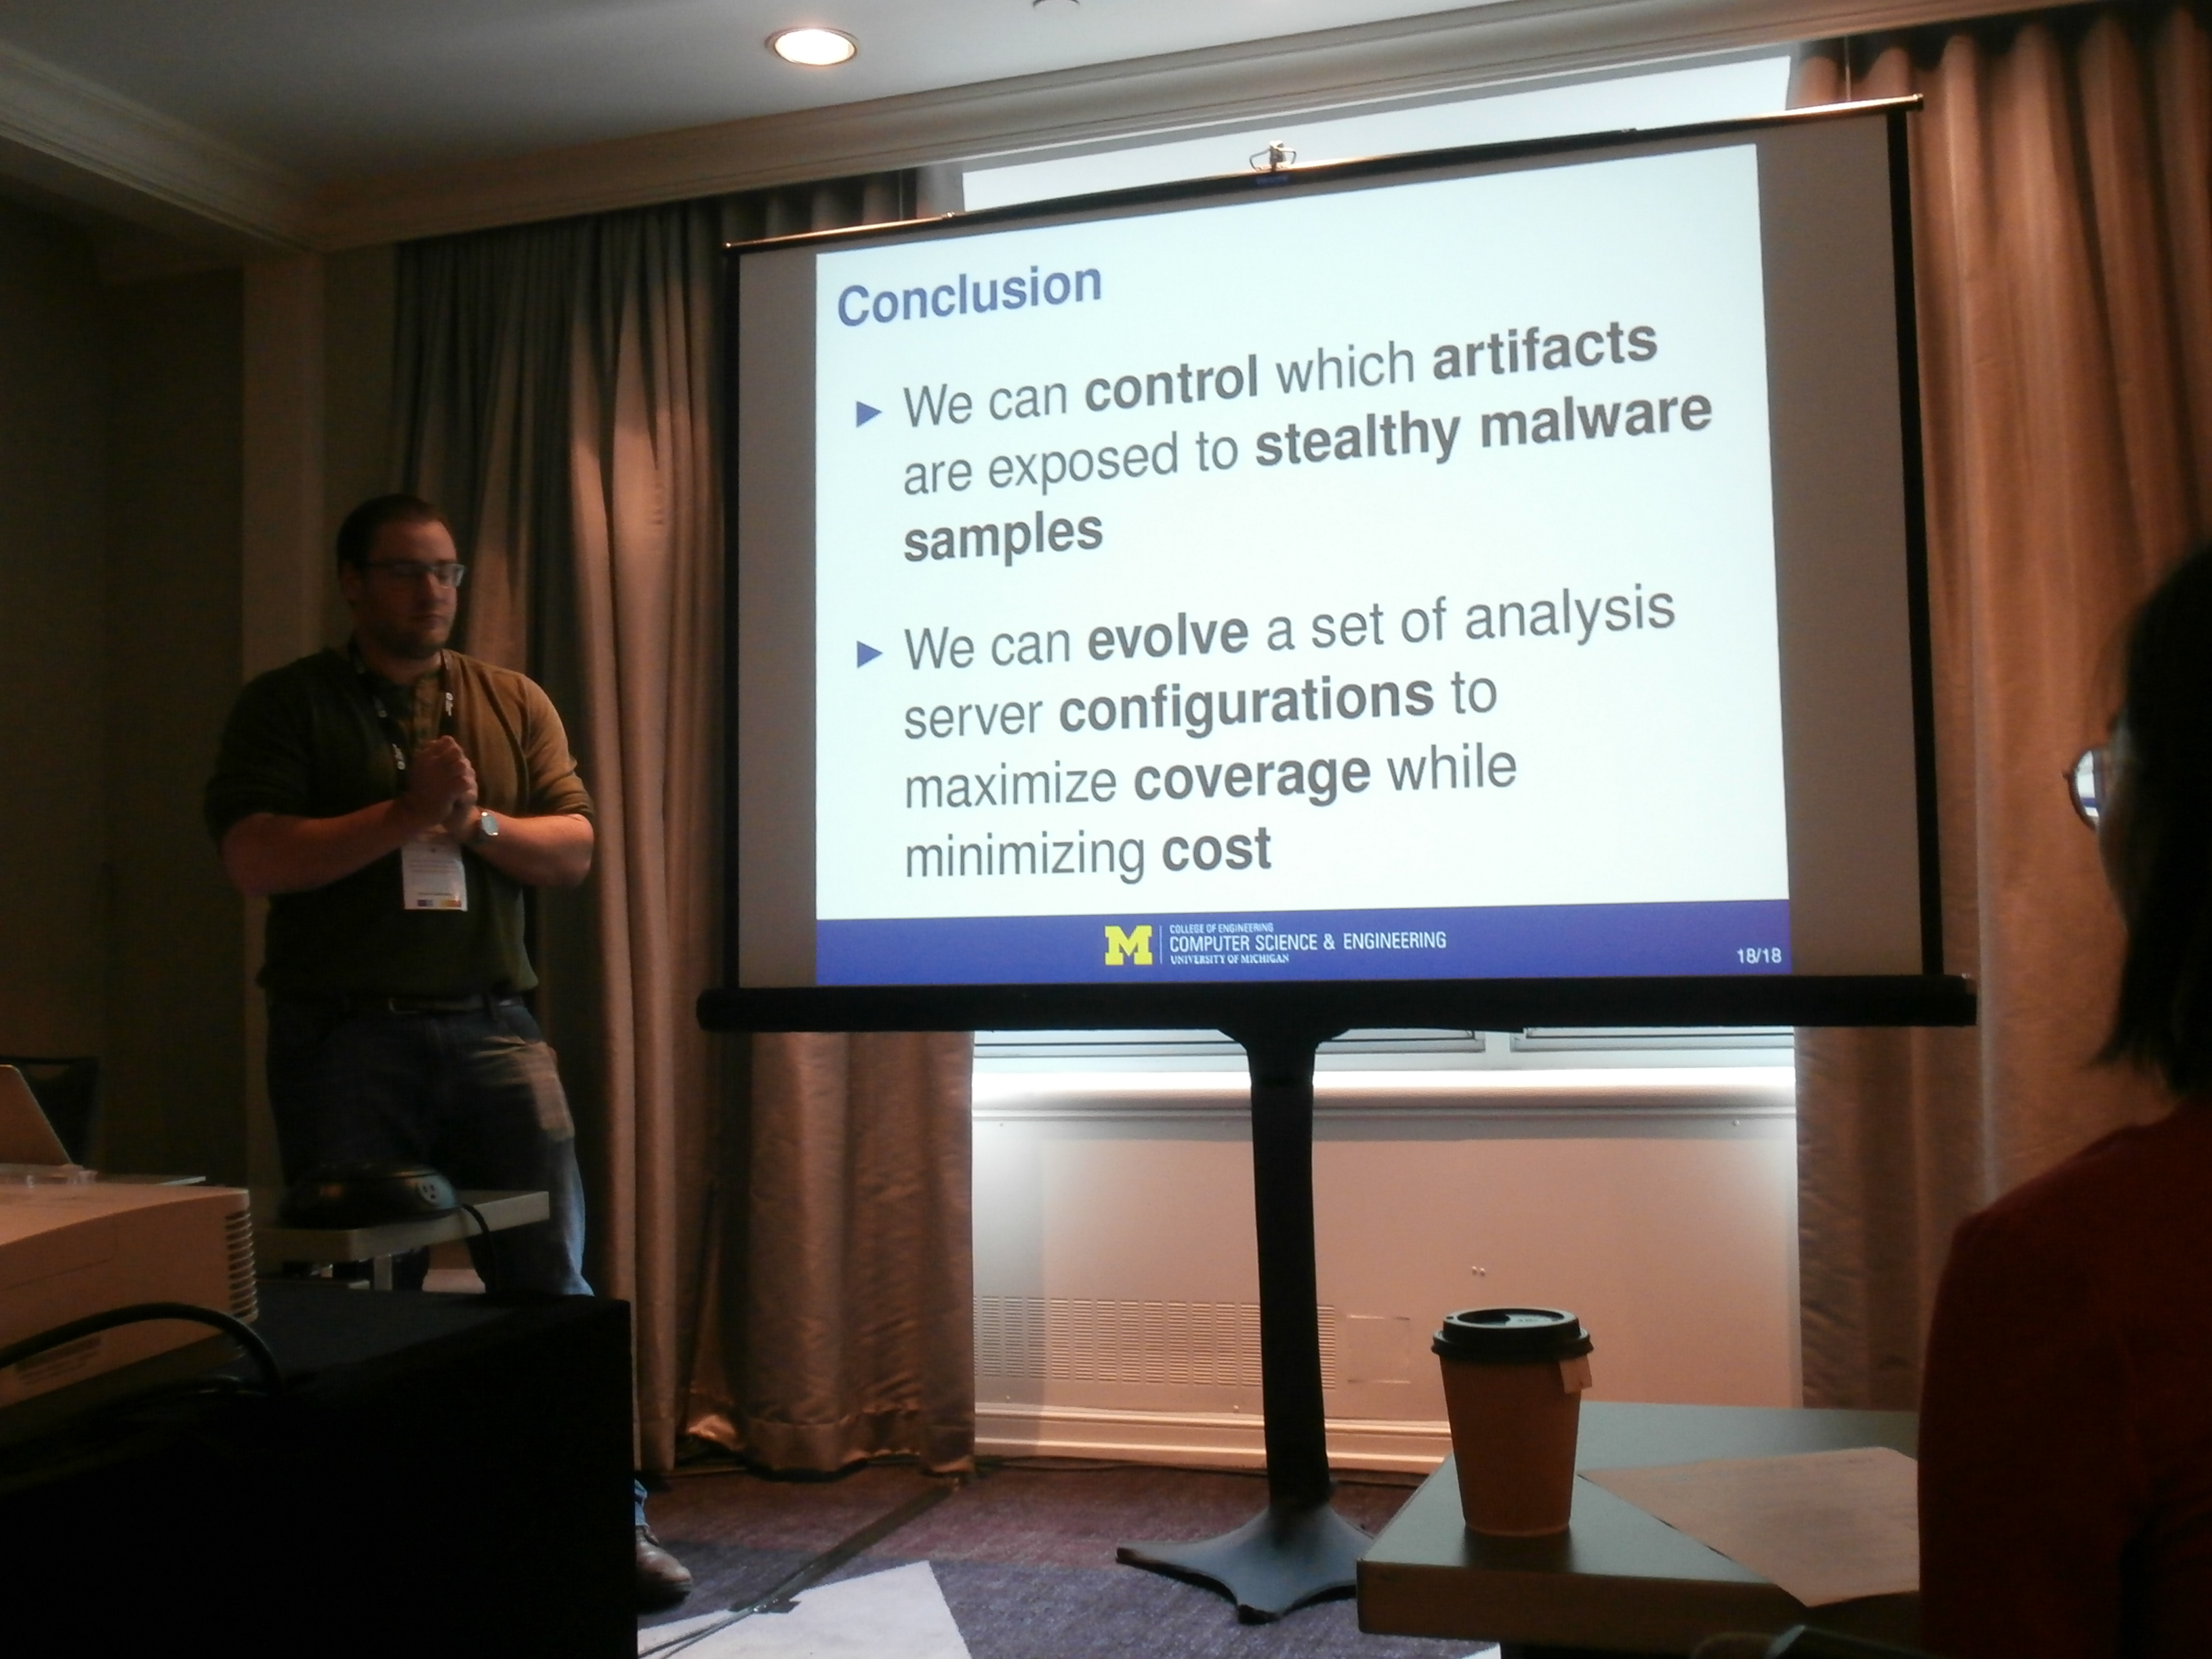 Conclusion
► We can control which artifacts
are exposed to stealthy malware
samples
► We can evolve a set of analysis
server configurations to
maximize coverage while
minimizing cost
M
COLLEGE OF ENGINEERING
COMPUTER SCIENCE & ENGINEERING
UNIVERSITY OF MICHIGAN
18/18